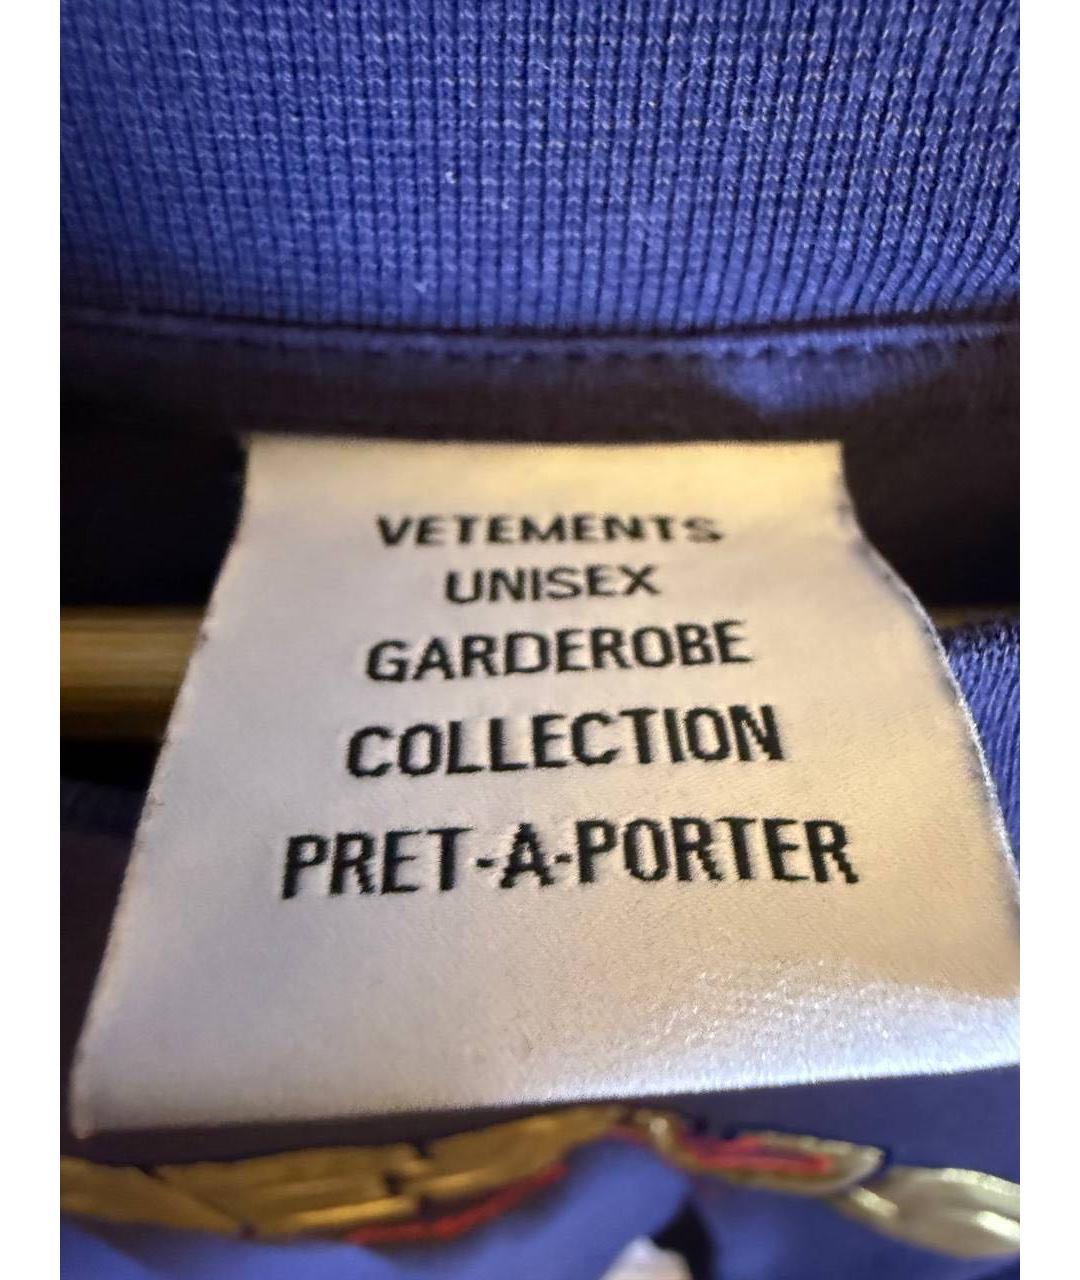 VETEMENTS
UNISEX
GARDEROBE
COLLECTION
PRET-A-PORTER